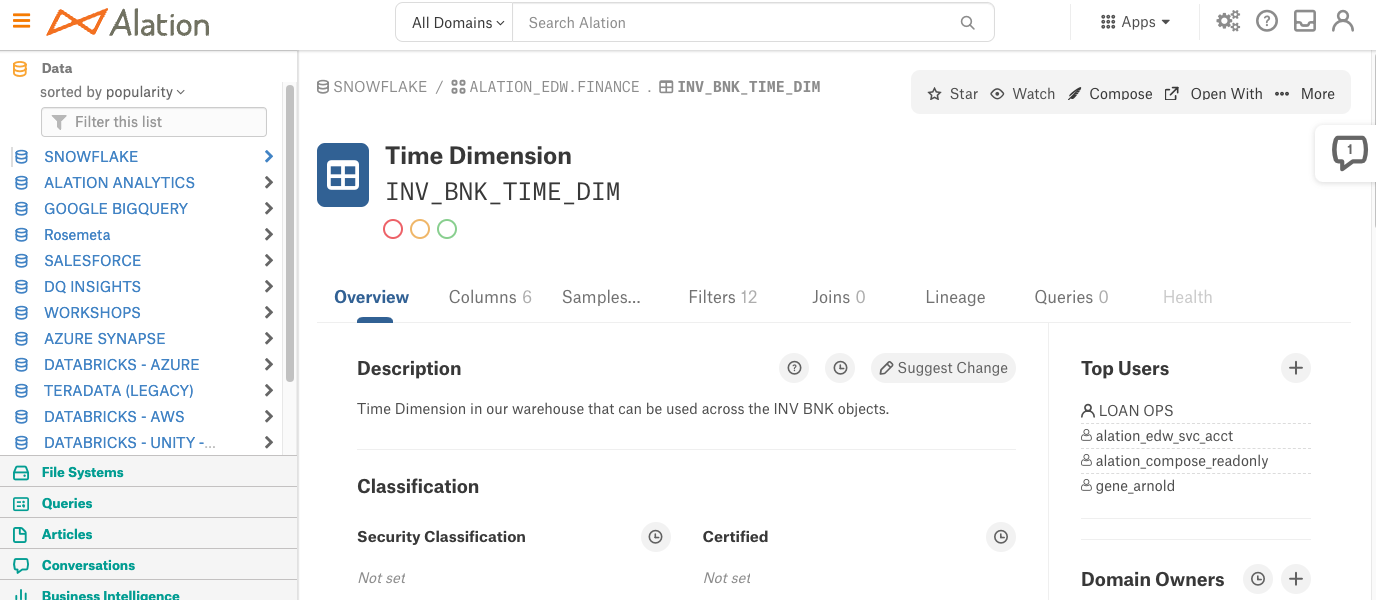 Alation
All Domains
Search Alation
Apps
Data
sorted by popularity
Filter this list
SNOWFLAKE
ALATION ANALYTICS
GOOGLE BIGQUERY
Rosemeta
SALESFORCE
DQ INSIGHTS
WORKSHOPS
AZURE SYNAPSE
DATABRICKS - AZURE
TERADATA (LEGACY)
DATABRICKS - AWS
DATABRICKS - UNITY -...
File Systems
Queries
Articles
Conversations
Business Intelligence
SNOWFLAKE / ALATION_EDW.FINANCE . INV_BNK_TIME_DIM
Star Watch Compose Open With ••• More
1
Time Dimension
INV_BNK_TIME_DIM
Overview Columns 6 Samples... Filters 12 Joins 0 Lineage Queries 0 Health
Description
Suggest Change
Time Dimension in our warehouse that can be used across the INV BNK objects.
Classification
Security Classification
Not set
Certified
Not set
Top Users
LOAN OPS
alation_edw_svc_acct
alation_compose_readonly
gene_arnold
Domain Owners